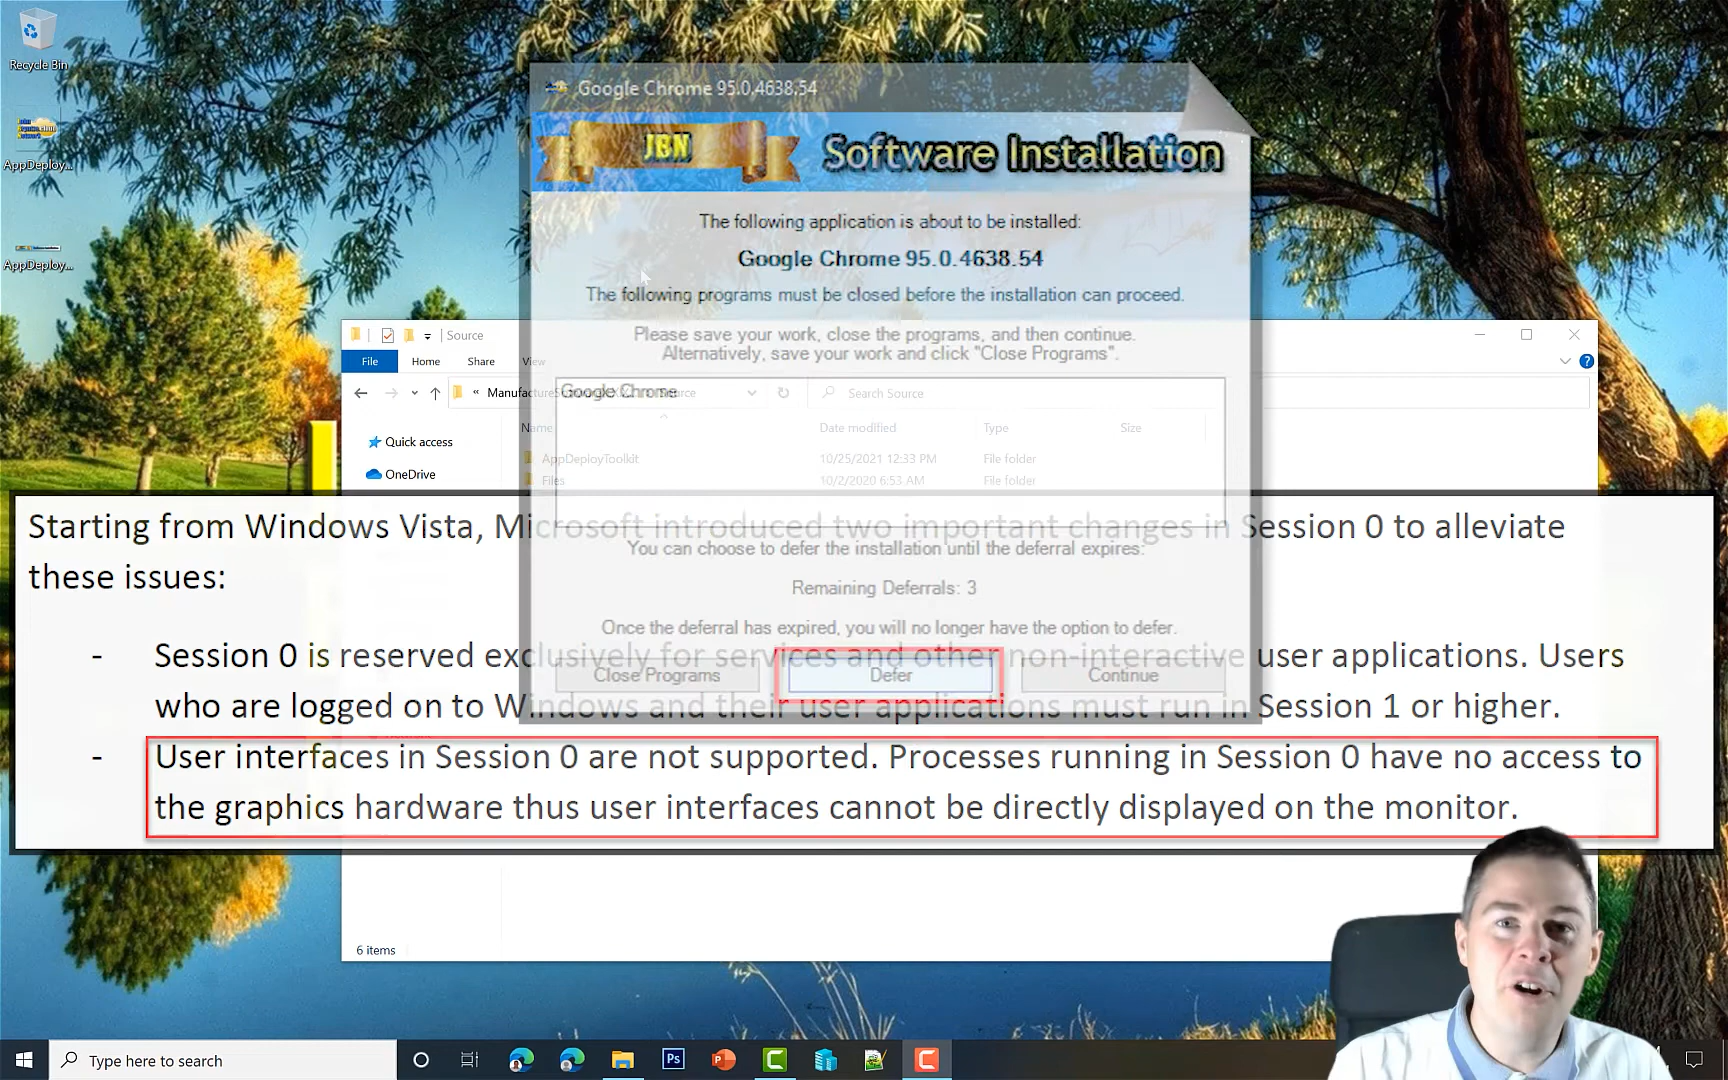 Recycle Bin
AppDeploy...
AppDeploy...
Google Chrome 95.0.4638.54
JBN
Software Installation
The following application is about to be installed:
Google Chrome 95.0.4638.54
The following programs must be closed before the installation can proceed.
Please save your work, close the programs, and then continue.
Alternatively, save your work and click "Close Programs".
Google Chrome
You can choose to defer the installation until the deferral expires:
Remaining Deferrals: 3
Once the deferral has expired, you will no longer have the option to defer.
Close Programs
Defer
Continue
Source
File
Home
Share
View
Search Source
Name
Date modified
Type
Size
Quick access
OneDrive
AppDeployToolkit
10/25/2021 12:33 PM
File folder
Files
10/2/2020 6:53 AM
File folder
6 items
Starting from Windows Vista, Microsoft introduced two important changes in Session 0 to alleviate
these issues:
- Session 0 is reserved exclusively for services and other non-interactive user applications. Users
who are logged on to Windows and their user applications must run in Session 1 or higher.
- User interfaces in Session 0 are not supported. Processes running in Session 0 have no access to
the graphics hardware thus user interfaces cannot be directly displayed on the monitor.
Type here to search
Ps